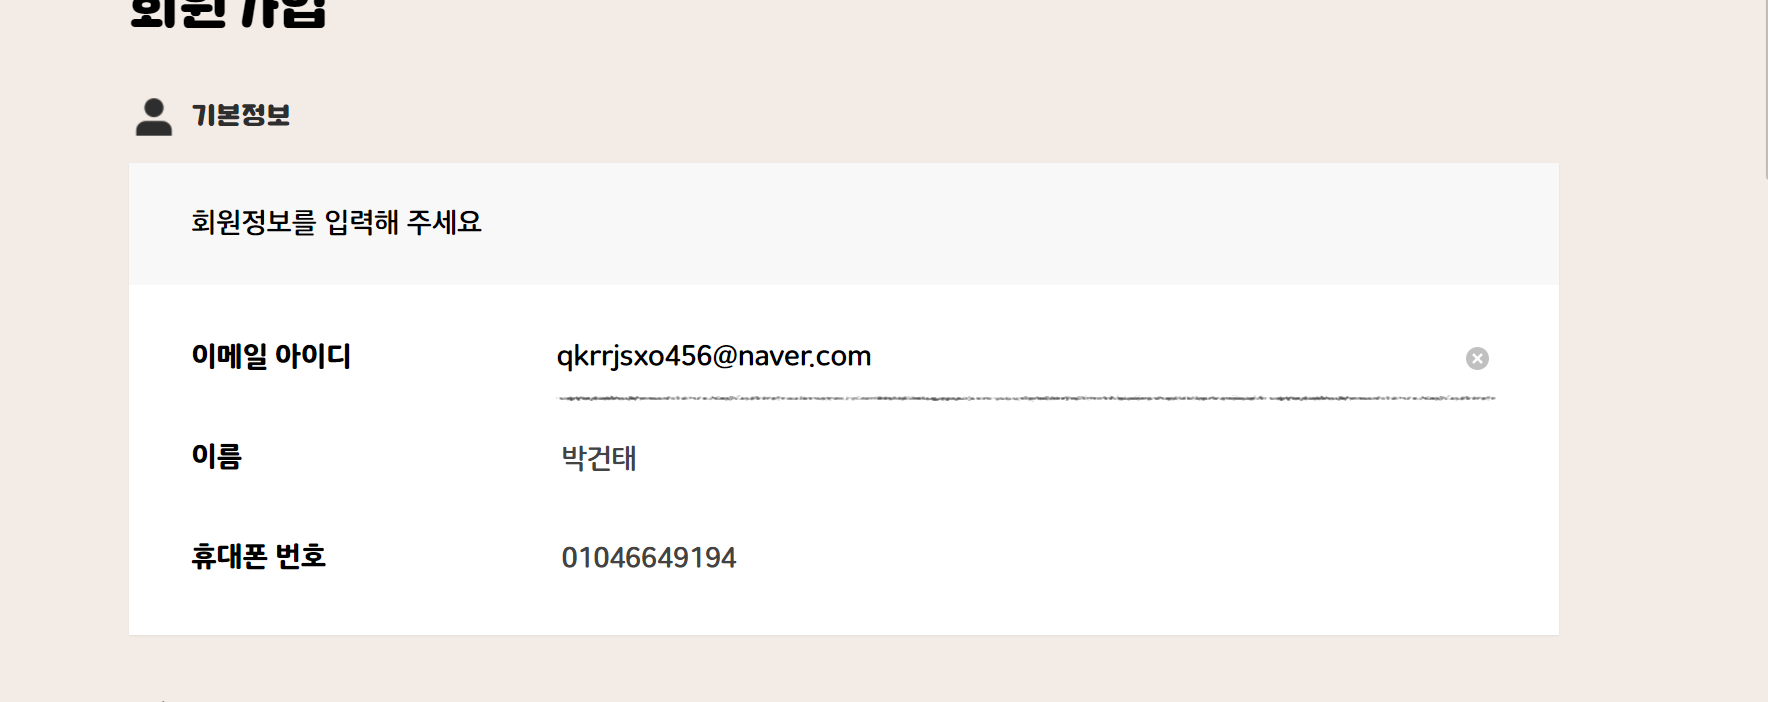 회원 가입
기본정보
회원정보를 입력해 주세요
이메일 아이디 qkrrjsxo456@naver.com
이름 박건태
휴대폰 번호 01046649194